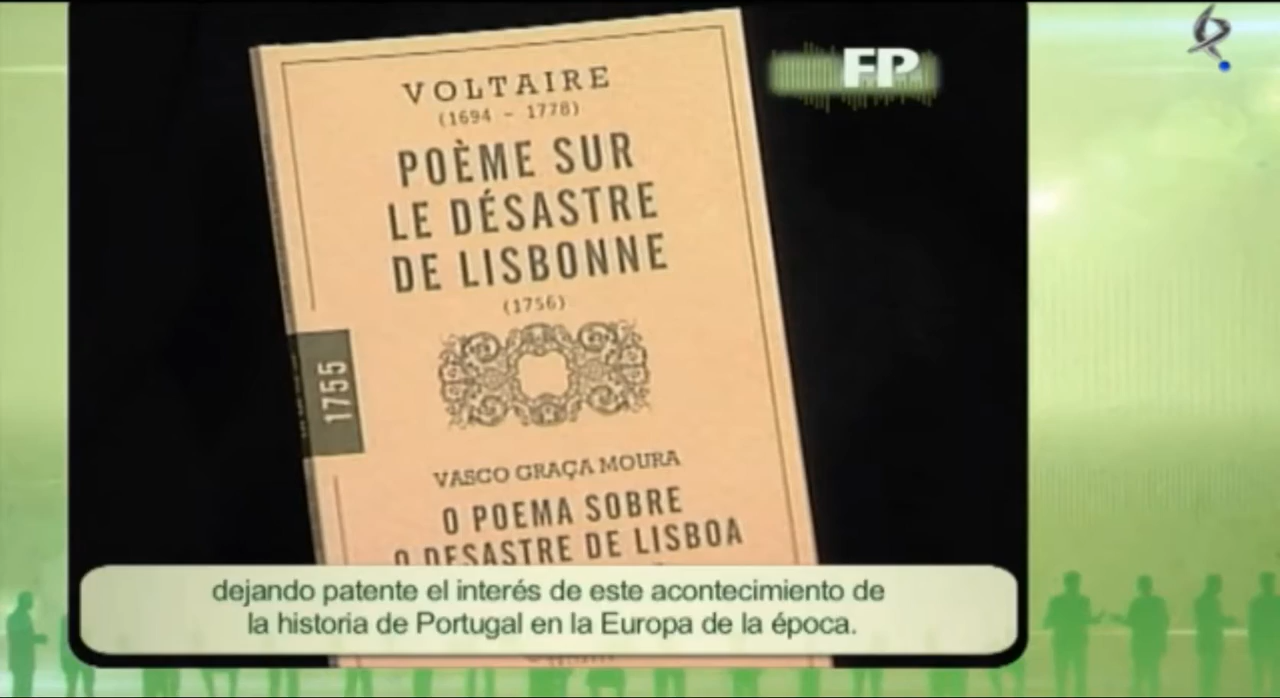 VOLTAIRE
(1694 - 1778)
POÈME SUR
LE DÉSASTRE
DE LISBONNE
(1756)
1755
VASCO GRAÇA MOURA
O POEMA SOBRE
O DESASTRE DE LISBOA
FP
dejando patente el interés de este acontecimiento de
la historia de Portugal en la Europa de la época.